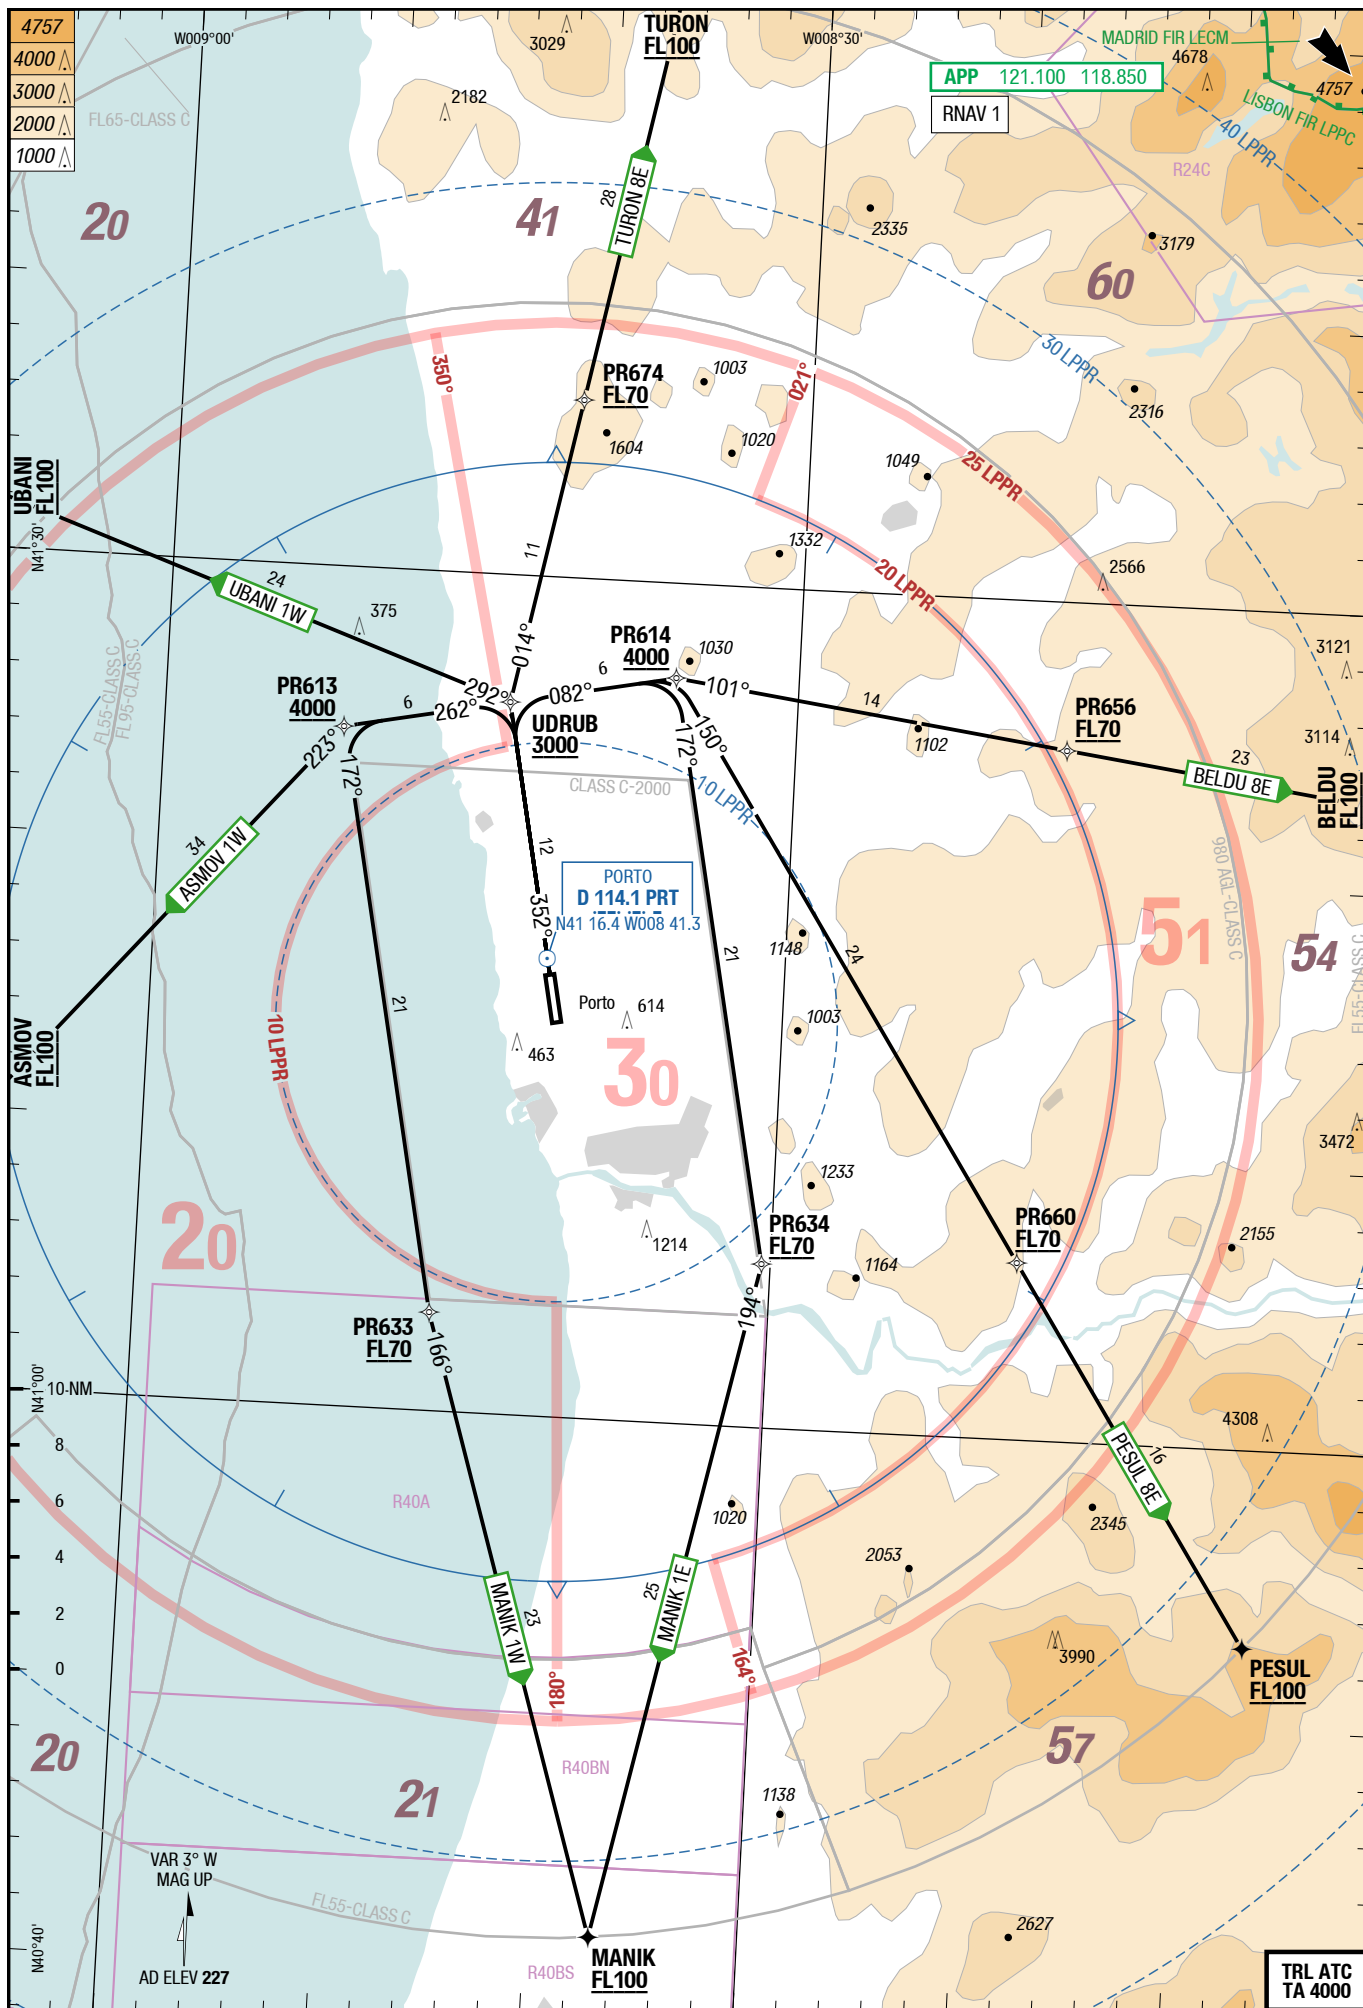 4757
4000
3000
2000
1000
W009°00'
3029
TURON
FL100
W008°30'
MADRID FIR LECM
4678
4757
APP 121.100 118.850
RNAV 1
LISBON FIR LPPC
40 LPPR
R24C
FL65-CLASS C
2182
20
41
28
TURON 8E
2335
3179
60
30 LPPR
350°
PR674
FL70
1003
021°
2316
1604
1020
1049
25 LPPR
UBANI
FL100
N41°30'
11
1332
20 LPPR
2566
24
UBANI 1W
375
014°
PR614
4000
1030
3121
FL55-CLASS C
FL95-CLASS C
PR613
4000
6
292°
262°
082°
6
101°
14
PR656
FL70
UDRUB
3000
223°
172°
172°
150°
1102
3114
23
BELDU 8E
BELDU
FL100
CLASS C-2000
10 LPPR
34
ASMOV 1W
12
PORTO
D 114.1 PRT
N41 16.4 W008 41.3
352°
980 AGL-CLASS C
51
54
FL55-CLASS C
1148
24
21
21
Porto
614
1003
463
30
10 LPPR
ASMOV
FL100
3472
1233
20
1214
PR634
FL70
PR660
FL70
2155
1164
194°
PR633
FL70
166°
N41°00'
10 NM
8
6
4
2
0
4308
PESUL 8E
16
R40A
1020
2345
2053
MANIK 1W
23
25
MANIK 1E
3990
164°
180°
PESUL
FL100
20
57
R40BN
21
1138
VAR 3° W
MAG UP
FL55-CLASS C
2627
N40°40'
AD ELEV 227
MANIK
FL100
R40BS
TRL ATC
TA 4000